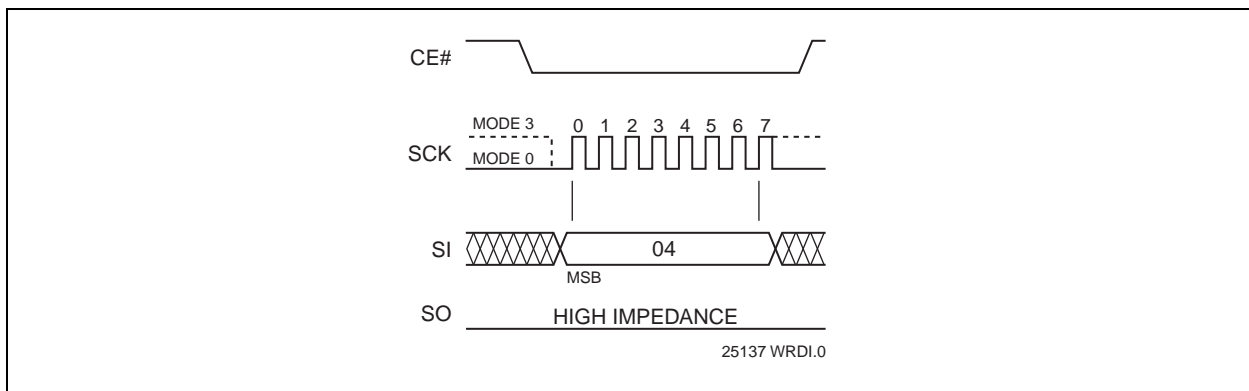 CE#
MODE 3
0 1 2 3 4 5 6 7
SCK
MODE 0
SI
04
MSB
SO
HIGH IMPEDANCE
25137 WRDI.0